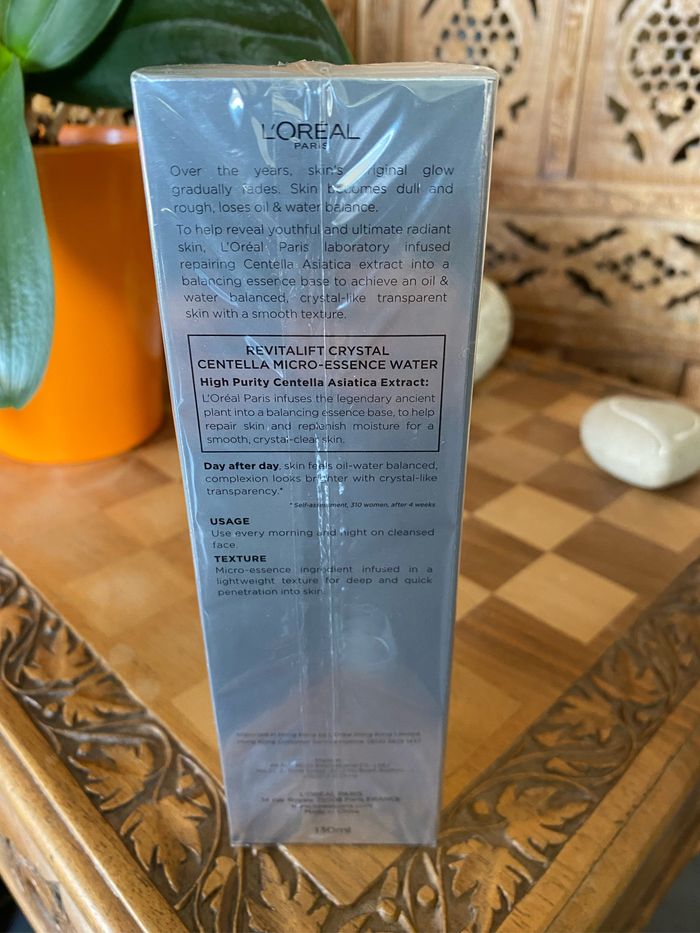 L'ORÉAL
PARIS
Over the years, skin's original glow
gradually fades. Skin becomes dull and
rough, loses oil & water balance.
To help reveal youthful and ultimate radiant
skin, L'Oréal Paris laboratory infused
repairing Centella Asiatica extract into a
balancing essence base to achieve an oil &
water balanced, crystal-like transparent
skin with a smooth texture.
REVITALIFT CRYSTAL
CENTELLA MICRO-ESSENCE WATER
High Purity Centella Asiatica Extract:
L'Oréal Paris infuses the legendary ancient
plant into a balancing essence base, to help
repair skin and replenish moisture for a
smooth, crystal-clear skin.
Day after day, skin feels oil-water balanced,
complexion looks brighter with crystal-like
transparency.*
* Self-assessment, 310 women, after 4 weeks
USAGE
Use every morning and night on cleansed
face.
TEXTURE
Micro-essence ingredient infused in a
lightweight texture for deep and quick
penetration into skin.
L'ORÉAL PARIS
14 rue Royale 75008 Paris FRANCE
Made in China
130ml